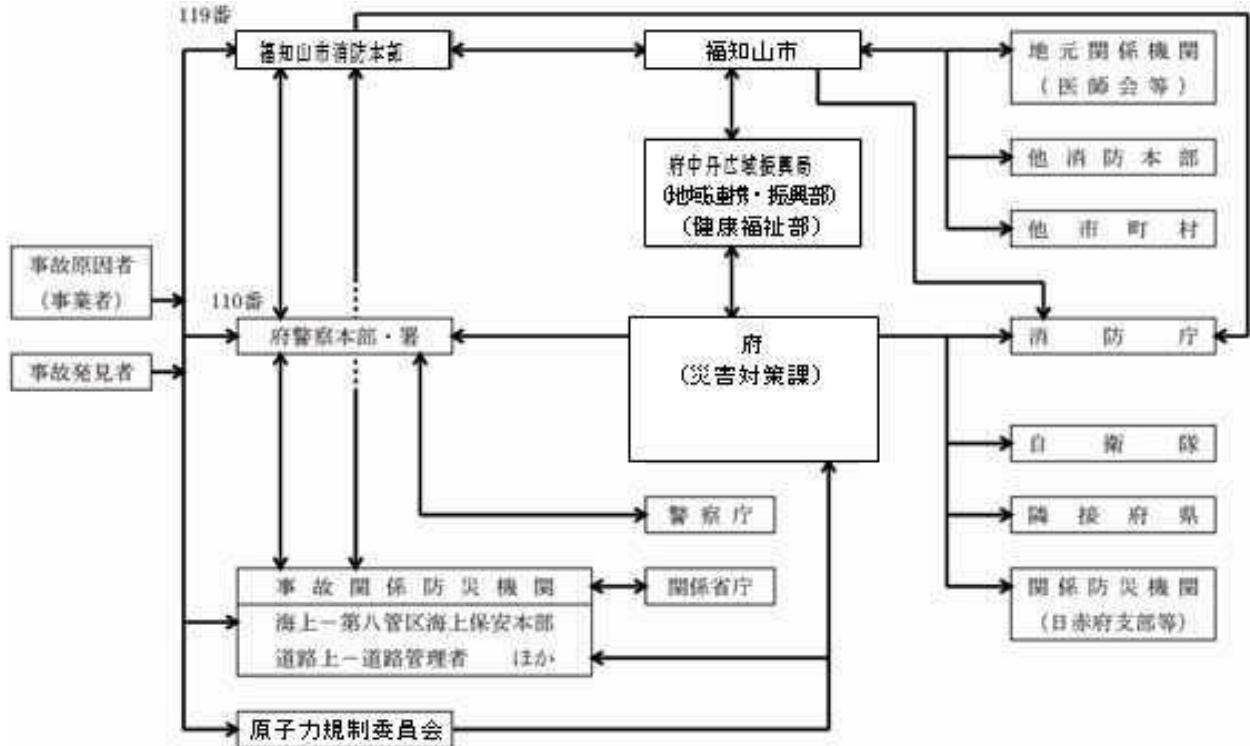 119番
福知山市消防本部
福知山市
地元関係機関
(医師会等)
他消防本部
府中丹広域振興局
(地域連携・振興部)
(健康福祉部)
他市町村
事故原因者
(事業者)
110番
府警察本部・署
府
(災害対策課)
消防庁
事故発見者
自衛隊
警察庁
隣接府県
事故関係防災機関
海上－第八管区海上保安本部
道路上－道路管理者 ほか
関係省庁
関係防災機関
(日赤府支部等)
原子力規制委員会